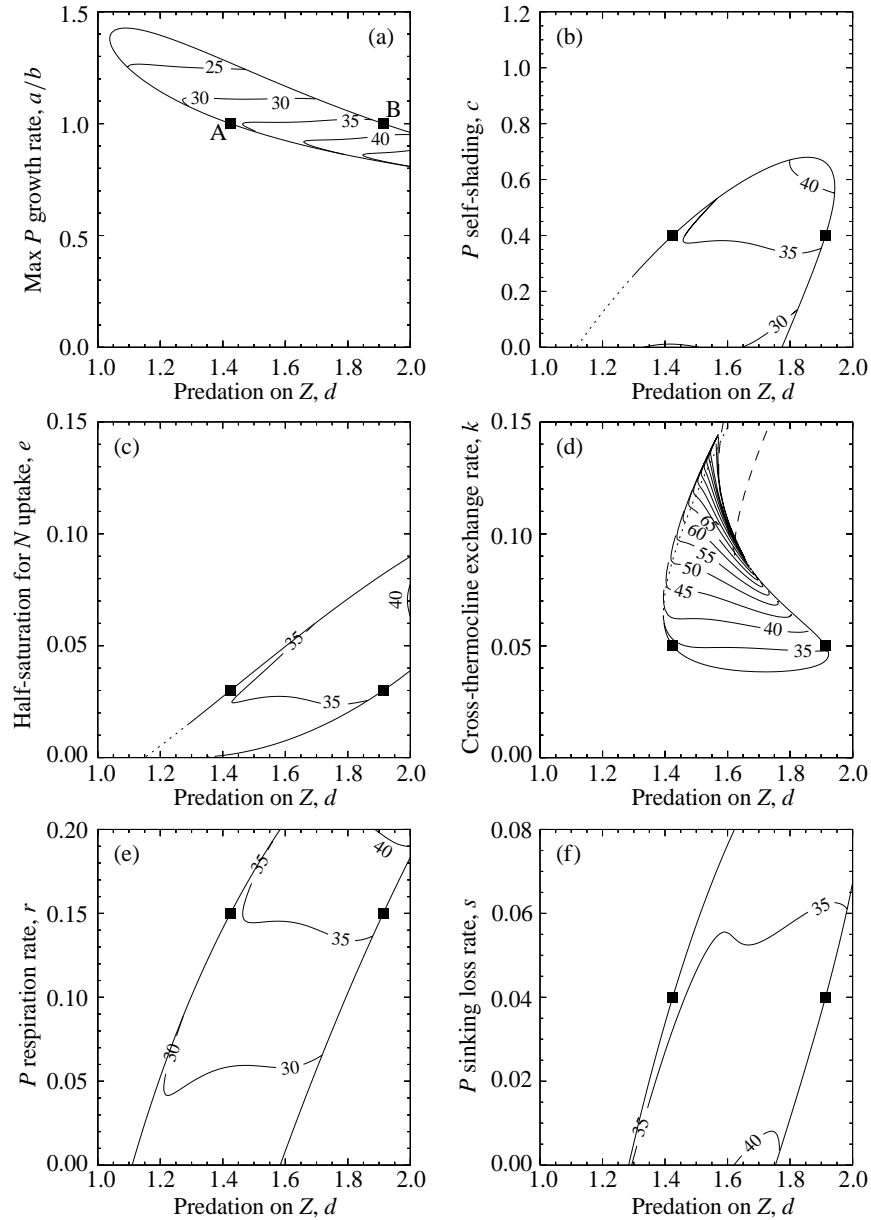 (a)
Max P growth rate, a/b
1.5
1.0
0.5
0.0
25
30
30
35
40
A
B
1.0 1.2 1.4 1.6 1.8 2.0
Predation on Z, d
(b)
P self-shading, c
1.2
1.0
0.8
0.6
0.4
0.2
0.0
40
35
30
1.0 1.2 1.4 1.6 1.8 2.0
Predation on Z, d
(c)
Half-saturation for N uptake, e
0.15
0.10
0.05
0.00
35
40
35
1.0 1.2 1.4 1.6 1.8 2.0
Predation on Z, d
(d)
Cross-thermocline exchange rate, k
0.15
0.10
0.05
0.00
65
60
55
50
45
40
35
1.0 1.2 1.4 1.6 1.8 2.0
Predation on Z, d
(e)
P respiration rate, r
0.20
0.15
0.10
0.05
0.00
35
40
35
30
30
1.0 1.2 1.4 1.6 1.8 2.0
Predation on Z, d
(f)
P sinking loss rate, s
0.08
0.06
0.04
0.02
0.00
35
35
40
1.0 1.2 1.4 1.6 1.8 2.0
Predation on Z, d